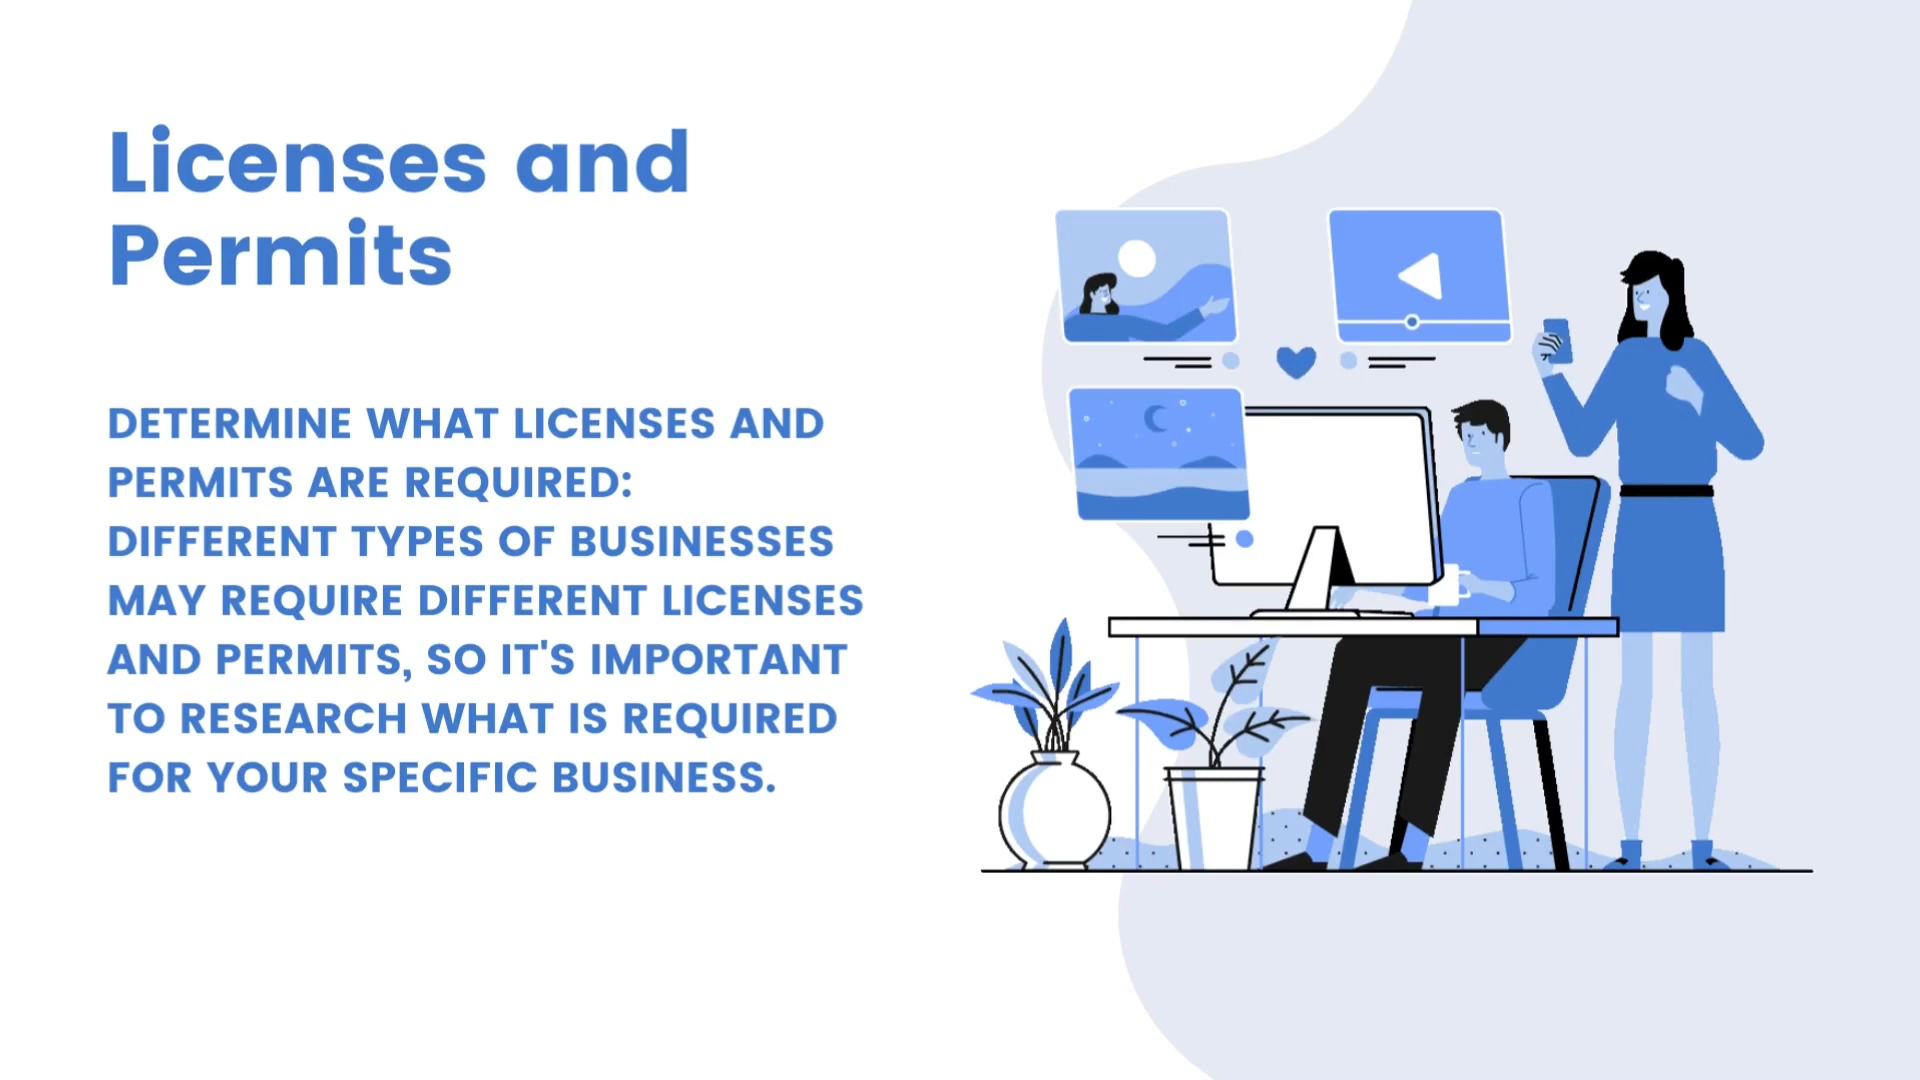 Licenses and
Permits
DETERMINE WHAT LICENSES AND
PERMITS ARE REQUIRED:
DIFFERENT TYPES OF BUSINESSES
MAY REQUIRE DIFFERENT LICENSES
AND PERMITS, SO IT'S IMPORTANT
TO RESEARCH WHAT IS REQUIRED
FOR YOUR SPECIFIC BUSINESS.